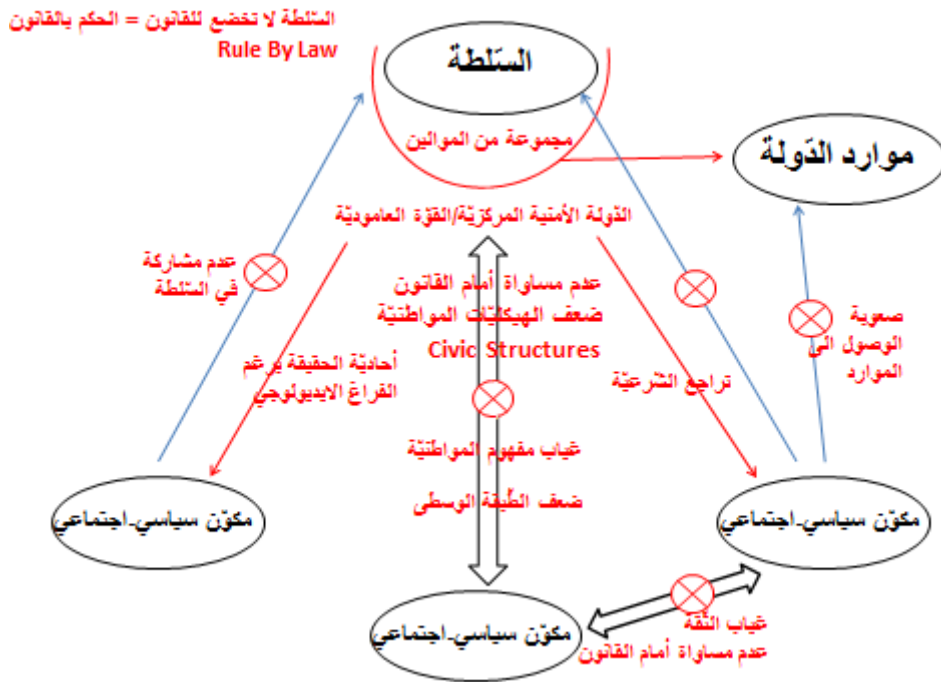 السّلطة لا تخضع للقانون = الحكم بالقانون
Rule By Law
السّلطة
مجموعة من الموالين
موارد الدّولة
الدّولة الأمنية المركزيّة/القوّة العاموديّة
عدم مشاركة
في السّلطة
عدم مساواة أمام القانون
ضعف الهيكليّات المواطنيّة
Civic Structures
صعوبة
الوصول الى
الموارد
أحاديّة الحقيقة برغم
الفراغ الايديولوجي
تراجع الشّرعيّة
غياب مفهوم المواطنيّة
ضعف الطّبقة الوسطى
مكوّن سياسي-اجتماعي
مكوّن سياسي-اجتماعي
مكوّن سياسي-اجتماعي
غياب الثّقة
عدم مساواة أمام القانون